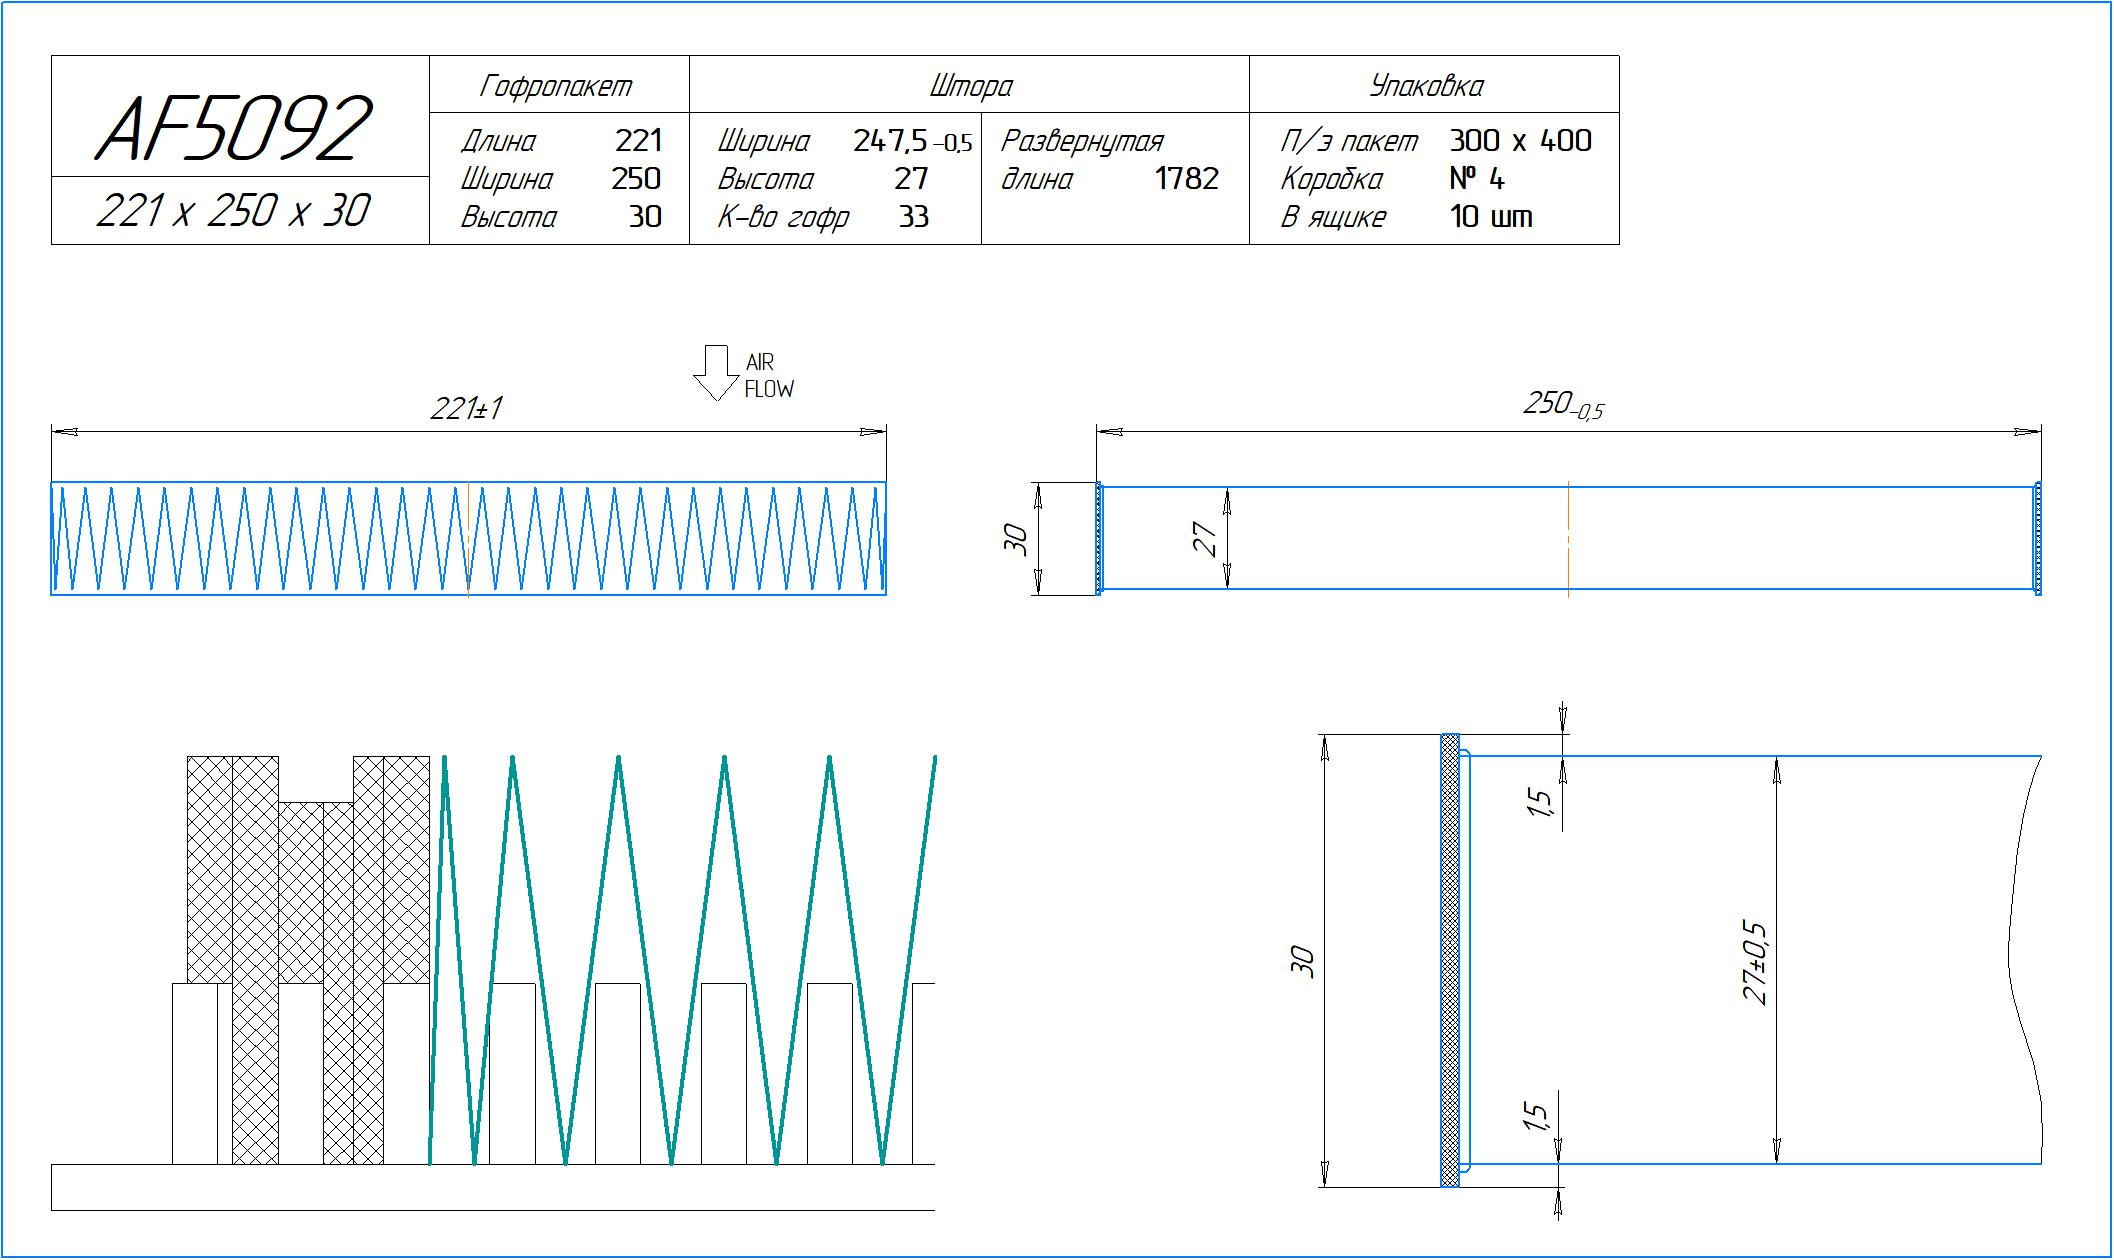 AF5092
221 x 250 x 30
Гофропакет
Длина 221
Ширина 250
Высота 30
Штора
Ширина 247,5 -0,5
Высота 27
К-во гофр 33
Развернутая
длина 1782
Упаковка
П/э пакет 300 x 400
Коробка № 4
В ящике 10 шт
AIR
FLOW
221±1
250-0,5
30
27
30
1,5
27±0,5
1,5